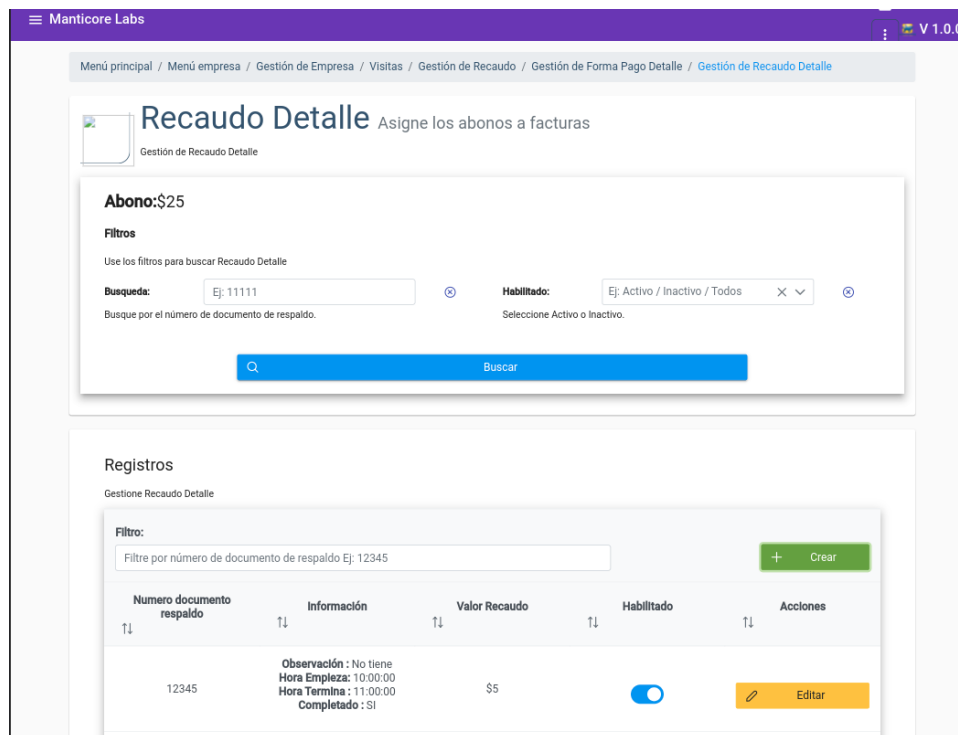 Manticore Labs
V 1.0.0
Menú principal / Menú empresa / Gestión de Empresa / Visitas / Gestión de Recaudo / Gestión de Forma Pago Detalle / Gestión de Recaudo Detalle
Recaudo Detalle Asigne los abonos a facturas
Gestión de Recaudo Detalle
Abono:$25
Filtros
Use los filtros para buscar Recaudo Detalle
Busqueda: Ej: 11111 Habilitado: Ej: Activo / Inactivo / Todos
Busque por el número de documento de respaldo. Seleccione Activo o Inactivo.
Buscar
Registros
Gestione Recaudo Detalle
Filtro:
Filtre por número de documento de respaldo Ej: 12345
Crear
Numero documento respaldo Información Valor Recaudo Habilitado Acciones
Observación : No tiene
Hora Empieza: 10:00:00
12345 Hora Termina : 11:00:00 $5 Editar
Completado : SI